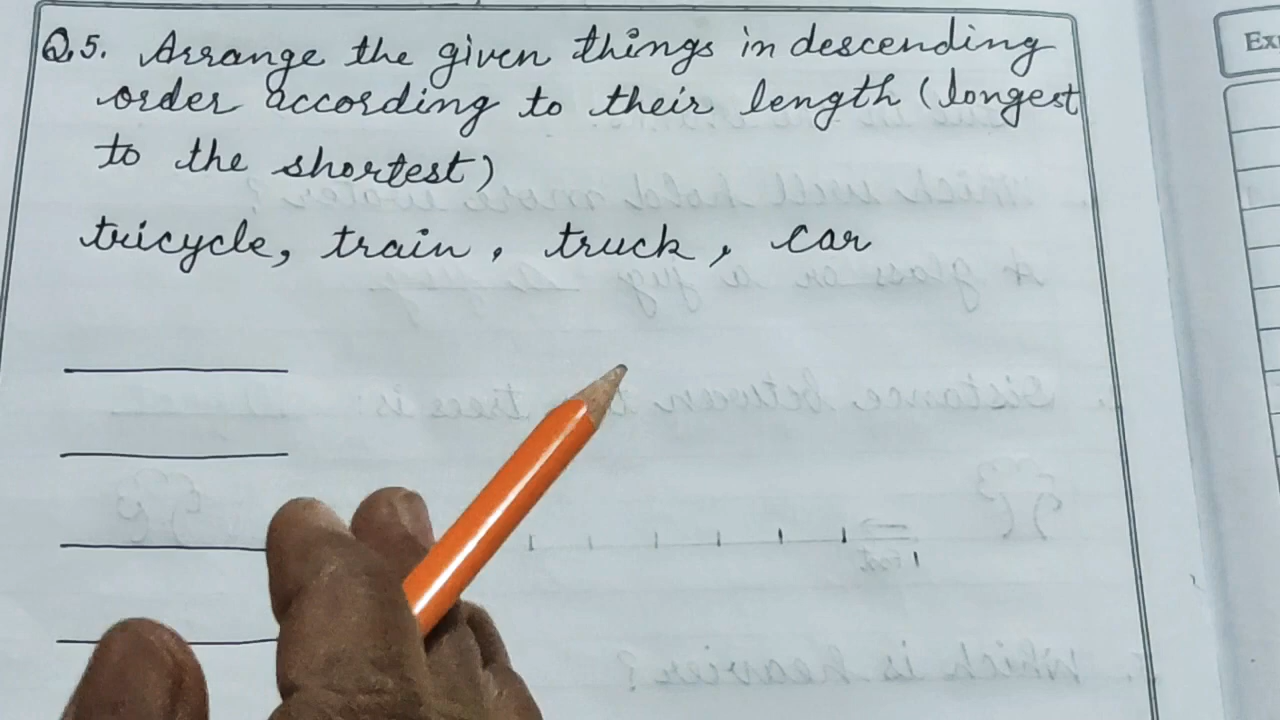 Q.5. Arrange the given things in descending
order according to their length (longest
to the shortest)
tricycle, train, truck, car
Ex